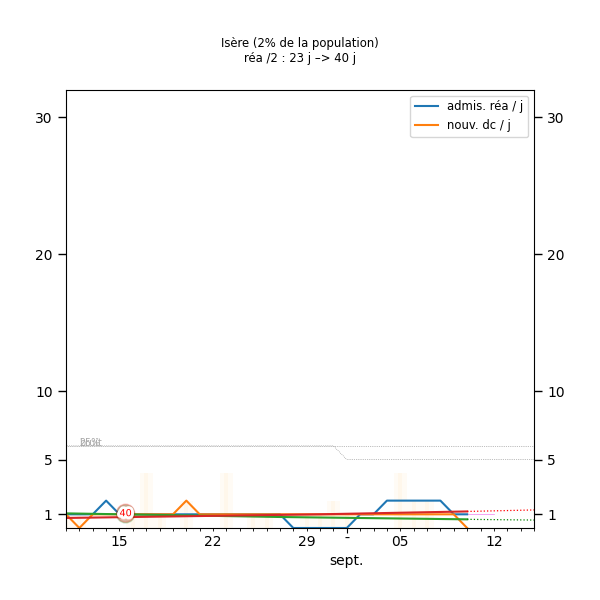 Isère (2% de la population)
réa /2 : 23 j –> 40 j
admis. réa / j
nouv. dc / j
30 30
20 20
10 10
5 5
40
1 1
15 22 29 - 05 12
sept.